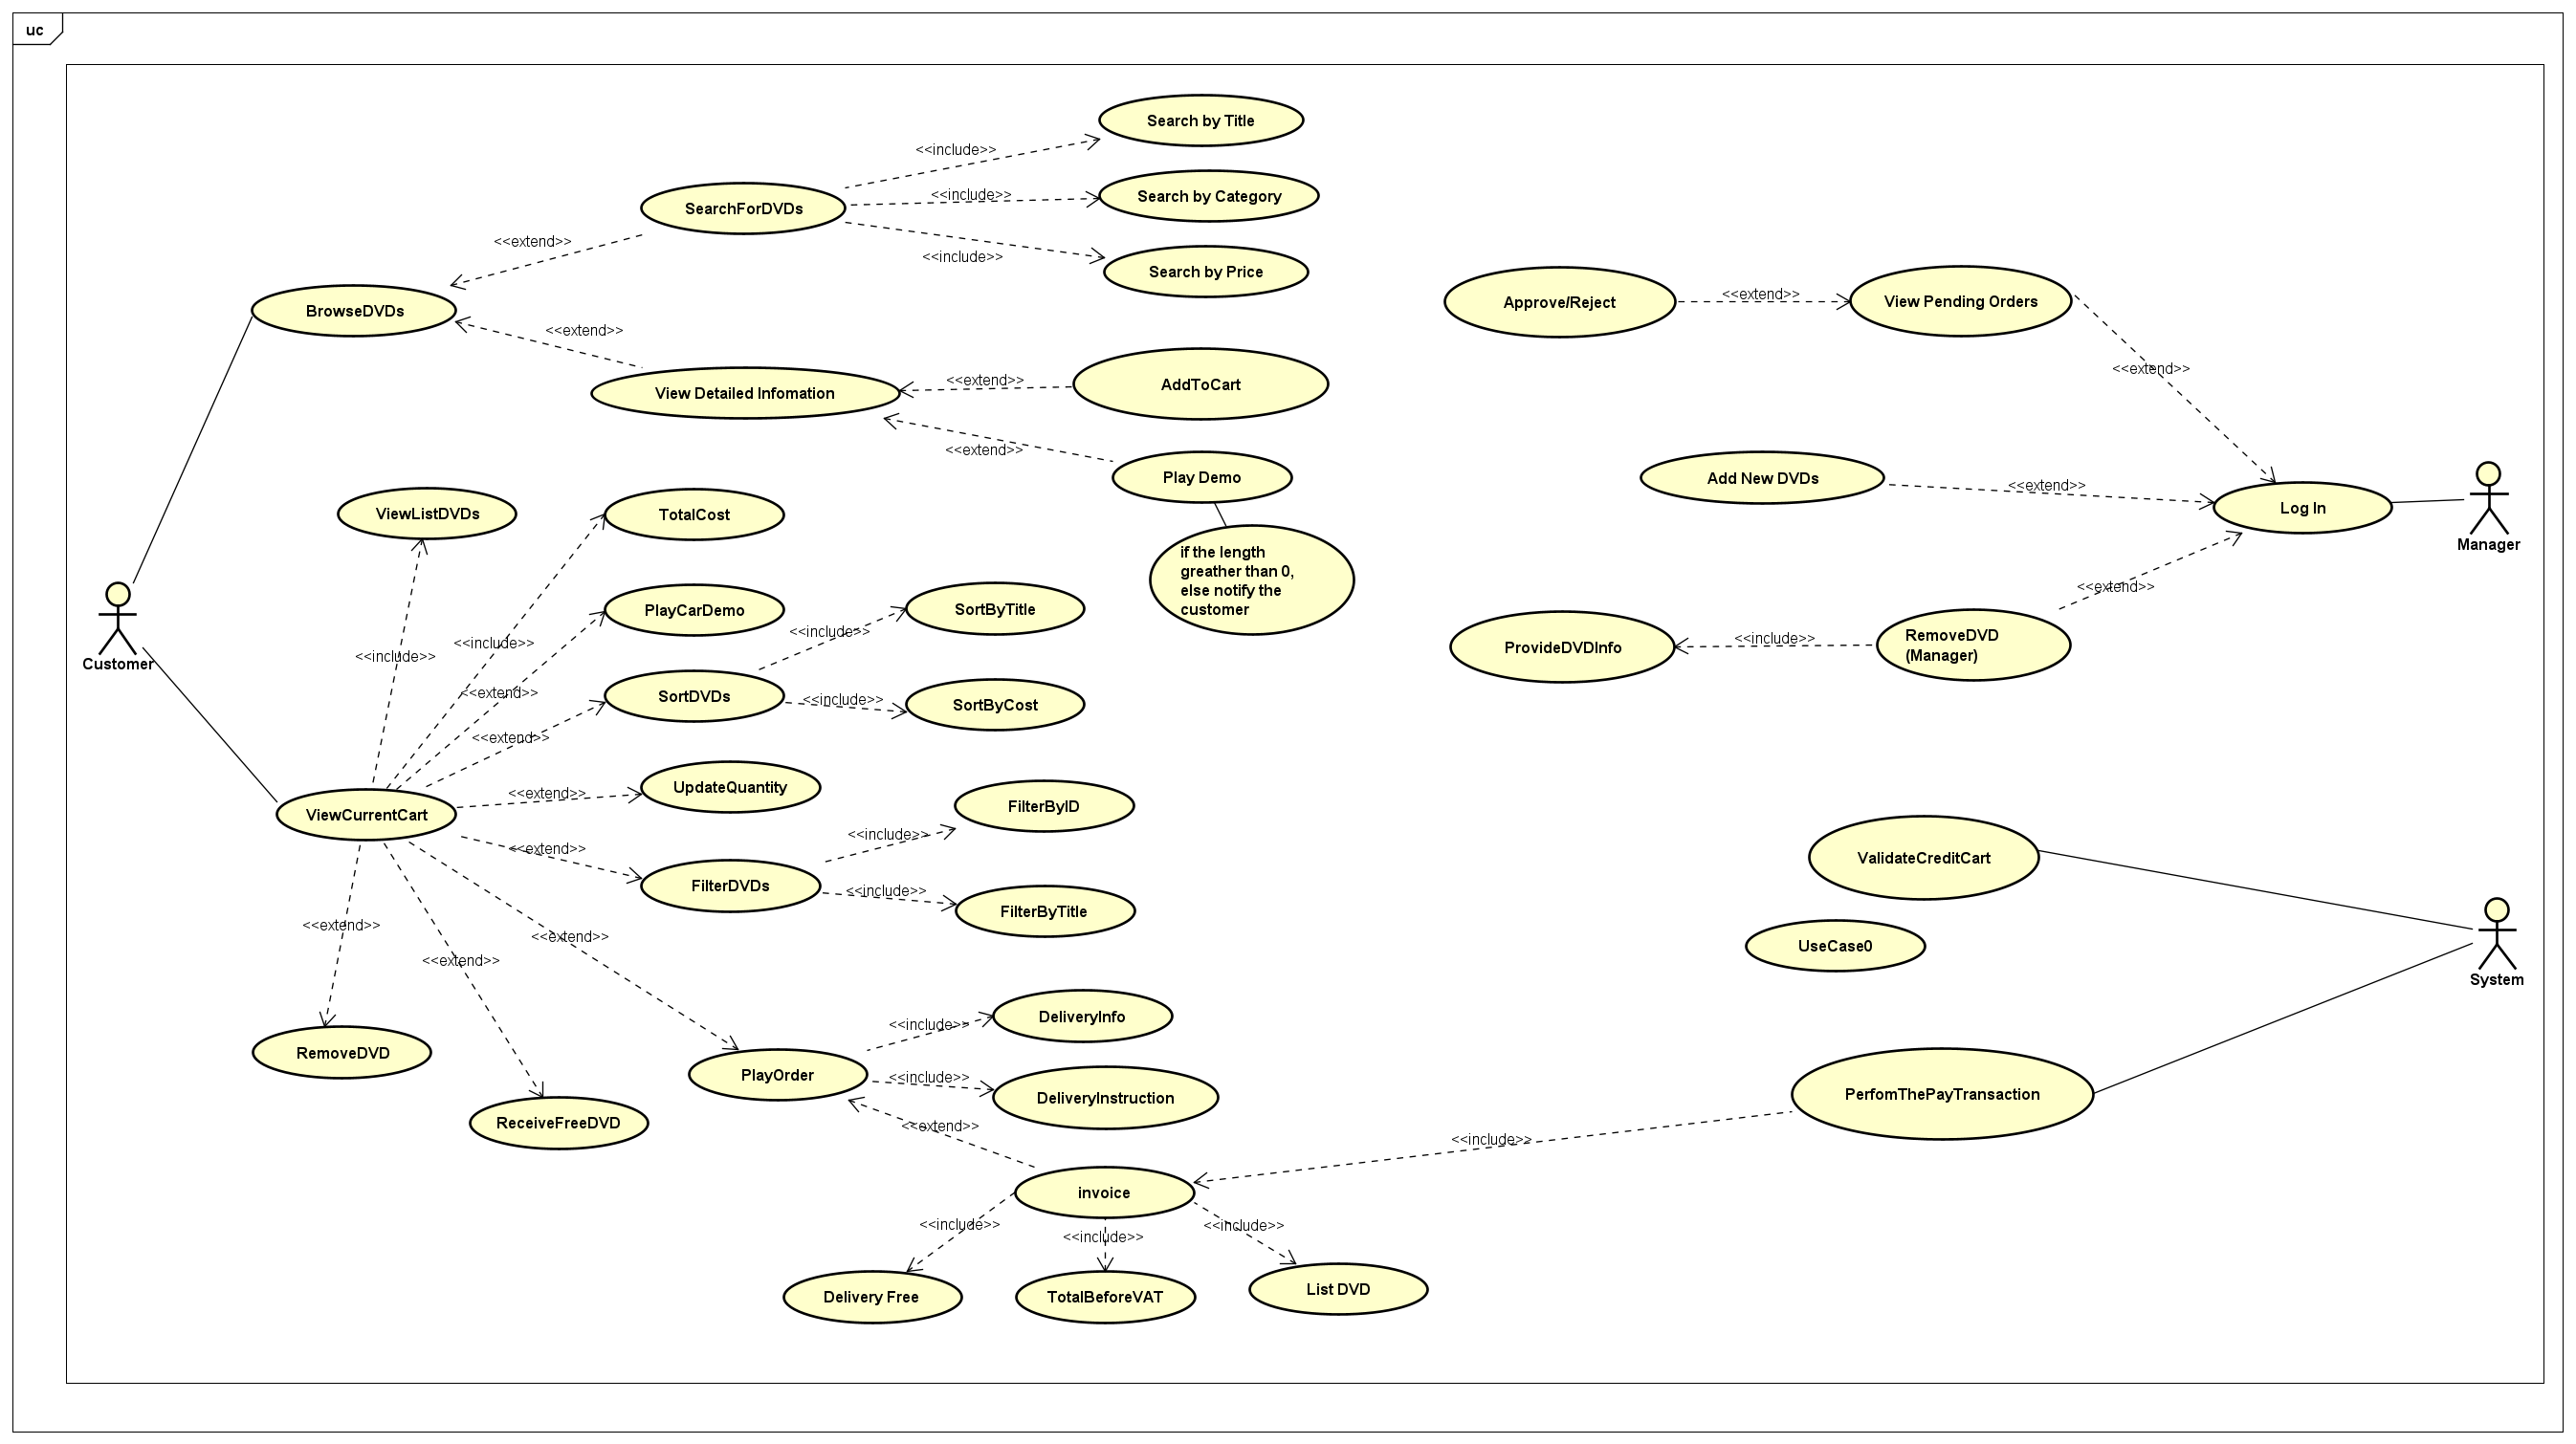 uc
Search by Title
<<include>>
SearchForDVDs
<<include>>
Search by Category
<<extend>>
<<include>>
Search by Price
BrowseDVDs
<<extend>>
View Detailed Infomation
<<extend>>
AddToCart
<<extend>>
Play Demo
if the length
greather than 0,
else notify the
customer
Approve/Reject
<<extend>>
View Pending Orders
<<extend>>
Add New DVDs
<<extend>>
Log In
Manager
<<extend>>
ProvideDVDInfo
<<include>>
RemoveDVD
(Manager)
ViewListDVDs
TotalCost
Customer
<<include>>
<<include>>
PlayCarDemo
<<extend>>
SortDVDs
<<extend>>
<<include>>
SortByTitle
<<include>>
SortByCost
ViewCurrentCart
<<extend>>
UpdateQuantity
<<extend>>
FilterDVDs
<<include>>
FilterByID
<<include>>
FilterByTitle
<<extend>>
<<extend>>
<<extend>>
RemoveDVD
ReceiveFreeDVD
PlayOrder
<<include>>
DeliveryInfo
<<include>>
DeliveryInstruction
<<extend>>
invoice
<<include>>
<<include>>
<<include>>
Delivery Free
TotalBeforeVAT
List DVD
ValidateCreditCart
UseCase0
System
PerfomThePayTransaction
<<include>>